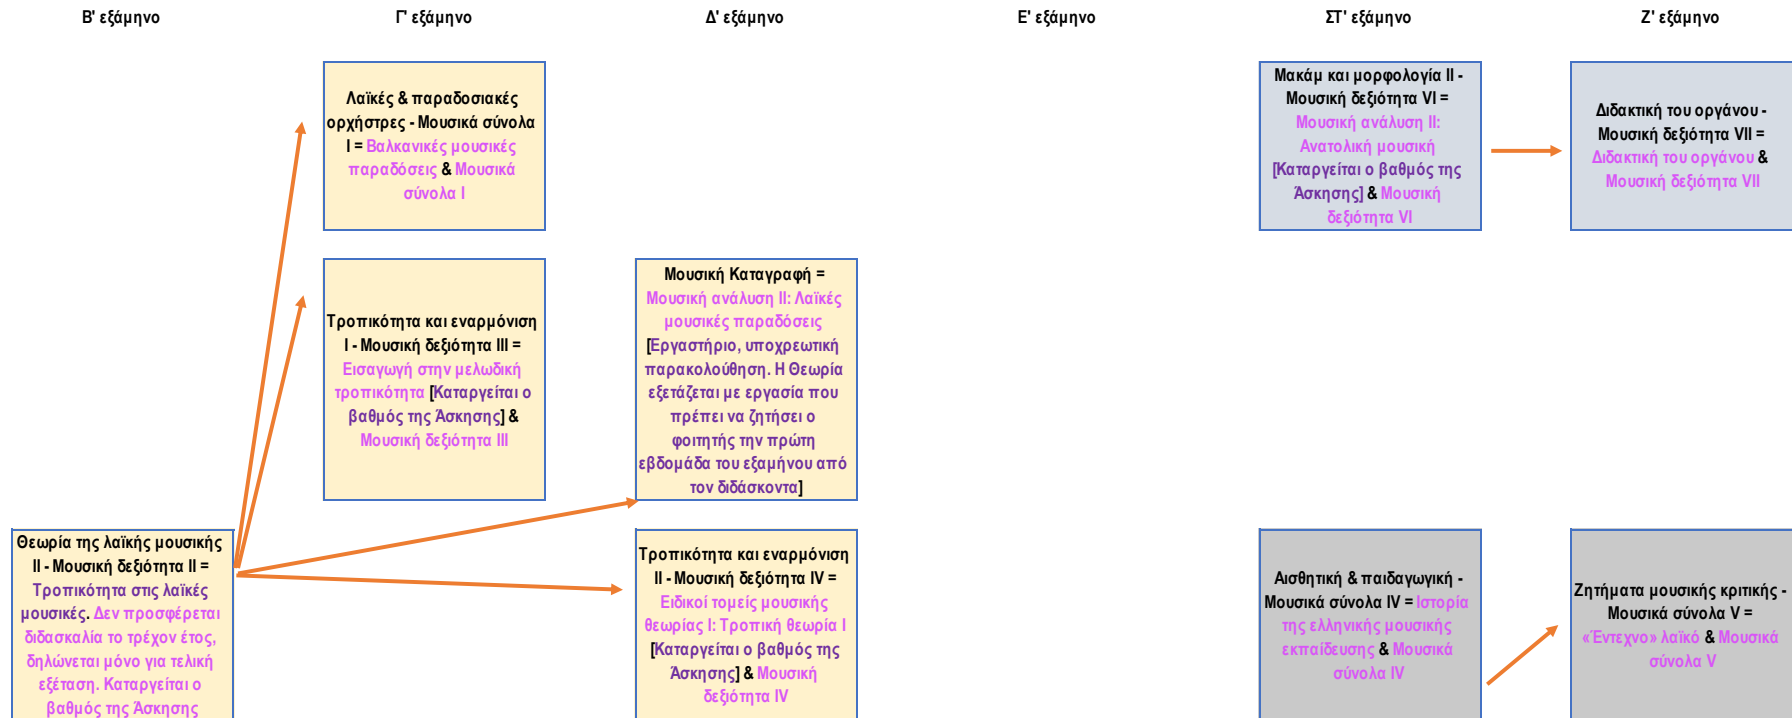 Β' εξάμηνο
Γ' εξάμηνο
Δ' εξάμηνο
Ε' εξάμηνο
ΣΤ' εξάμηνο
Ζ' εξάμηνο
Λαϊκές & παραδοσιακές
ορχήστρες - Μουσικά σύνολα
Ι = Βαλκανικές μουσικές
παραδόσεις & Μουσικά
σύνολα Ι
Μακάμ και μορφολογία ΙΙ -
Μουσική δεξιότητα VI =
Μουσική ανάλυση ΙΙ:
Ανατολική μουσική
[Καταργείται ο βαθμός της
Άσκησης] & Μουσική
δεξιότητα VI
Διδακτική του οργάνου -
Μουσική δεξιότητα VII =
Διδακτική του οργάνου &
Μουσική δεξιότητα VII
Τροπικότητα και εναρμόνιση
Ι - Μουσική δεξιότητα ΙΙΙ =
Εισαγωγή στην μελωδική
τροπικότητα [Καταργείται ο
βαθμός της Άσκησης] &
Μουσική δεξιότητα ΙΙΙ
Μουσική Καταγραφή =
Μουσική ανάλυση ΙΙ: Λαϊκές
μουσικές παραδόσεις
[Εργαστήριο, υποχρεωτική
παρακολούθηση. Η Θεωρία
εξετάζεται με εργασία που
πρέπει να ζητήσει ο
φοιτητής την πρώτη
εβδομάδα του εξαμήνου από
τον διδάσκοντα]
Θεωρία της λαϊκής μουσικής
ΙΙ - Μουσική δεξιότητα ΙΙ =
Τροπικότητα στις λαϊκές
μουσικές. Δεν προσφέρεται
διδασκαλία το τρέχον έτος,
δηλώνεται μόνο για τελική
εξέταση. Καταργείται ο
βαθμός της Άσκησης
Τροπικότητα και εναρμόνιση
ΙΙ - Μουσική δεξιότητα IV =
Ειδικοί τομείς μουσικής
θεωρίας Ι: Τροπική θεωρία Ι
[Καταργείται ο βαθμός της
Άσκησης] & Μουσική
δεξιότητα IV
Αισθητική & παιδαγωγική -
Μουσικά σύνολα IV = Ιστορία
της ελληνικής μουσικής
εκπαίδευσης & Μουσικά
σύνολα IV
Ζητήματα μουσικής κριτικής -
Μουσικά σύνολα V =
«Έντεχνο» λαϊκό & Μουσικά
σύνολα V